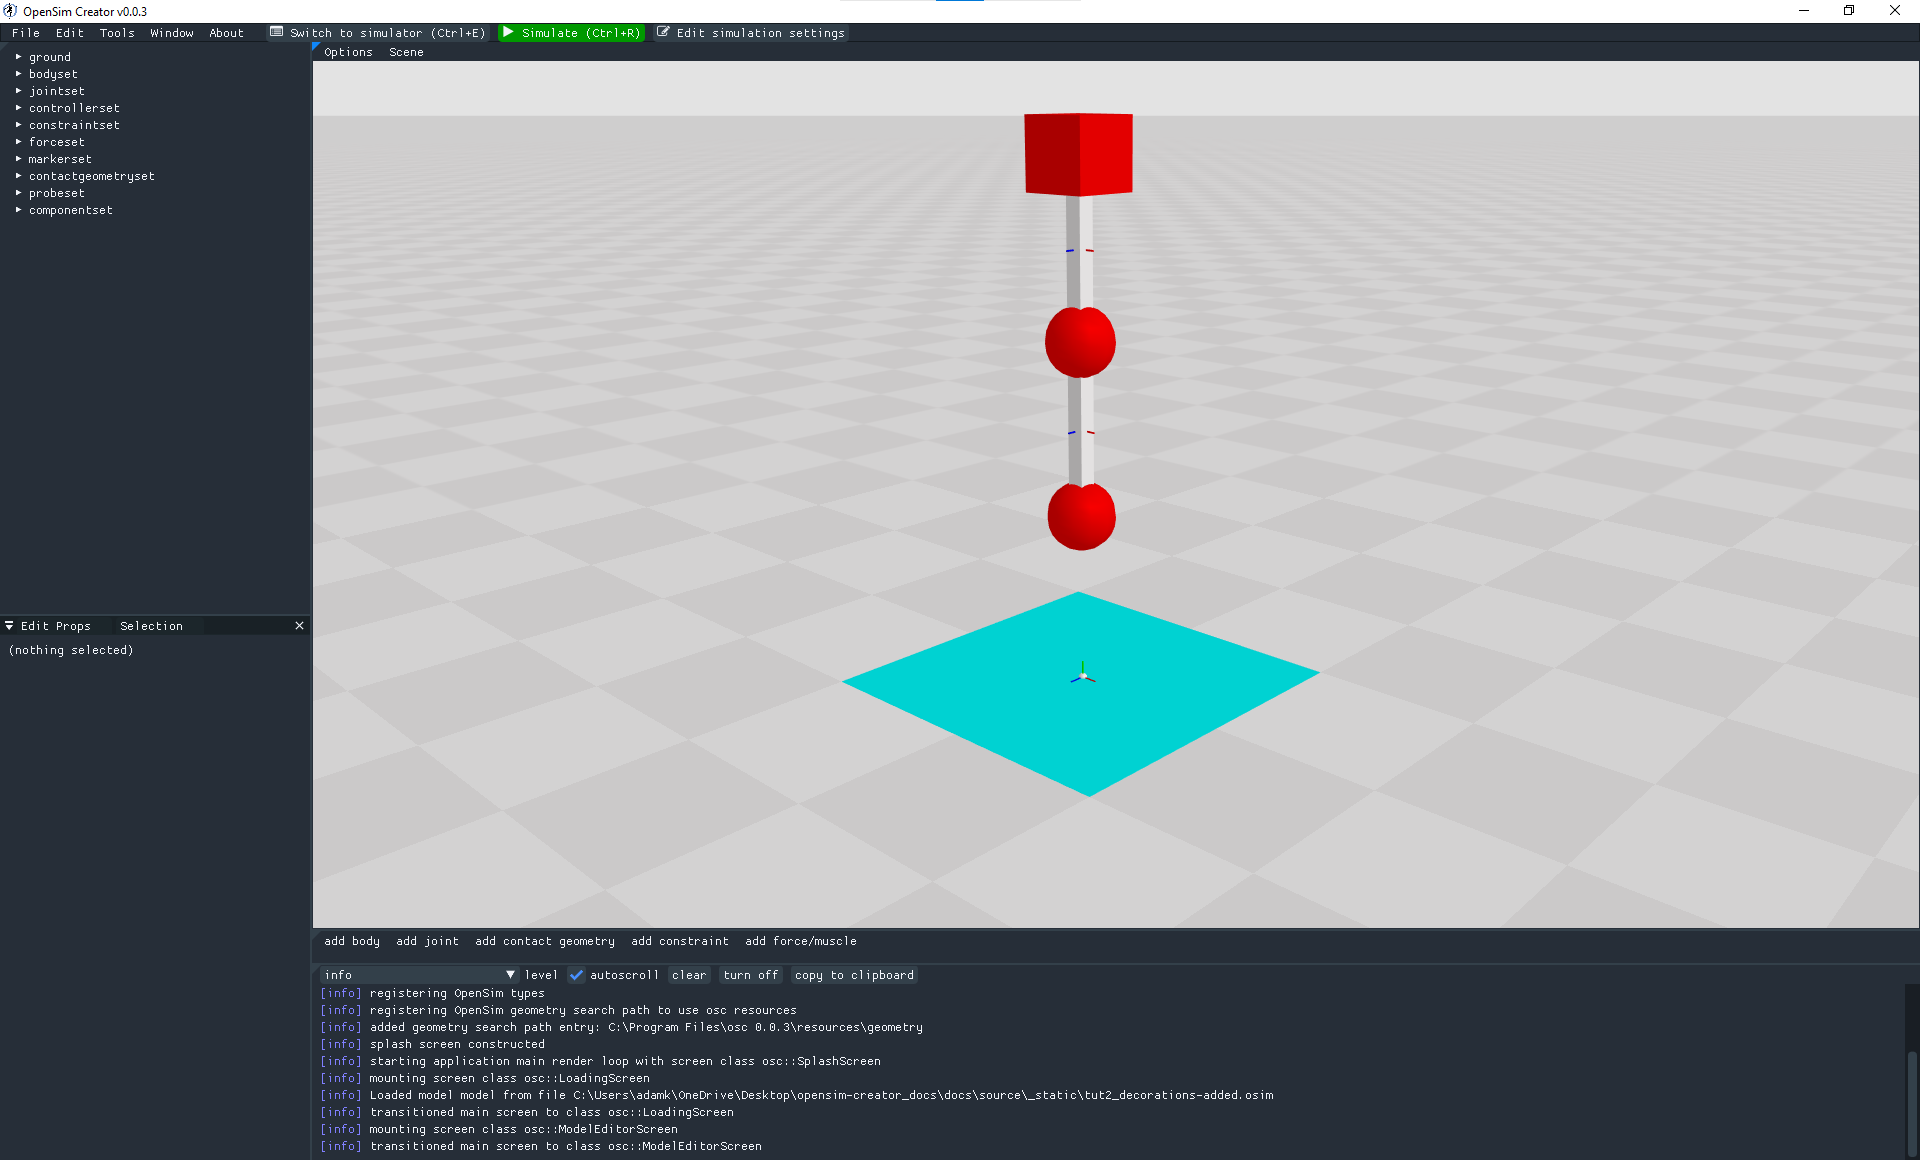 OpenSim Creator v0.0.3
File Edit Tools Window About Switch to simulator (Ctrl+E) Simulate (Ctrl+R) Edit simulation settings
Options Scene
ground
bodyset
jointset
controllerset
constraintset
forceset
markerset
contactgeometryset
probeset
componentset
Edit Props Selection
(nothing selected)
add body add joint add contact geometry add constraint add force/muscle
info level autoscroll clear turn off copy to clipboard
[info] registering OpenSim types
[info] registering OpenSim geometry search path to use osc resources
[info] added geometry search path entry: C:\Program Files\osc 0.0.3\resources\geometry
[info] splash screen constructed
[info] starting application main render loop with screen class osc::SplashScreen
[info] mounting screen class osc::LoadingScreen
[info] Loaded model model from file C:\Users\adamk\OneDrive\Desktop\opensim-creator_docs\docs\source\_static\tut2_decorations-added.osim
[info] transitioned main screen to class osc::LoadingScreen
[info] mounting screen class osc::ModelEditorScreen
[info] transitioned main screen to class osc::ModelEditorScreen